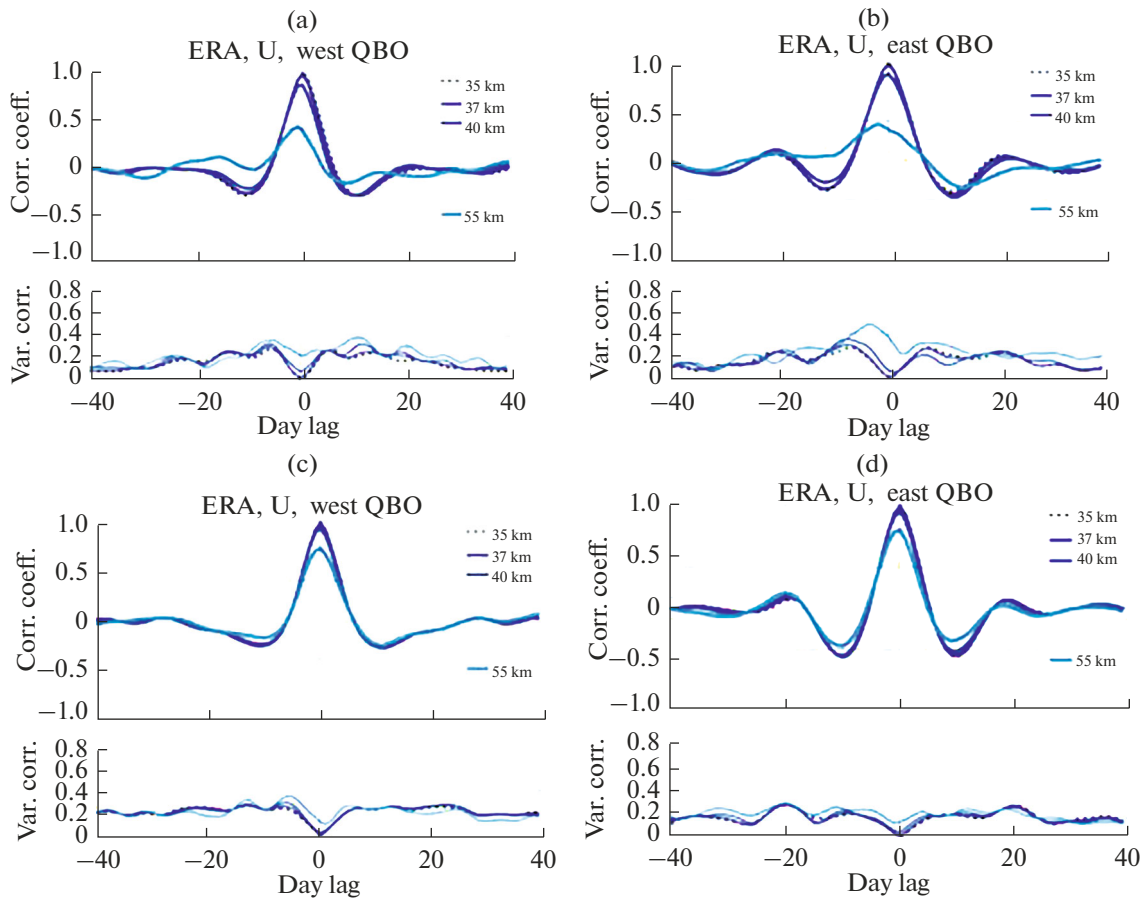 (a)
ERA, U, west QBO
Corr. coeff.
1.0
0.5
0
−0.5
−1.0
35 km
37 km
40 km
55 km
Var. corr.
0.8
0.6
0.4
0.2
0
−40 −20 0 20 40
Day lag
(b)
ERA, U, east QBO
Corr. coeff.
1.0
0.5
0
−0.5
−1.0
35 km
37 km
40 km
55 km
Var. corr.
0.8
0.6
0.4
0.2
0
−40 −20 0 20 40
Day lag
(c)
ERA, U, west QBO
Corr. coeff.
1.0
0.5
0
−0.5
−1.0
35 km
37 km
40 km
55 km
Var. corr.
0.8
0.6
0.4
0.2
0
−40 −20 0 20 40
Day lag
(d)
ERA, U, east QBO
Corr. coeff.
1.0
0.5
0
−0.5
−1.0
35 km
37 km
40 km
55 km
Var. corr.
0.8
0.6
0.4
0.2
0
−40 −20 0 20 40
Day lag